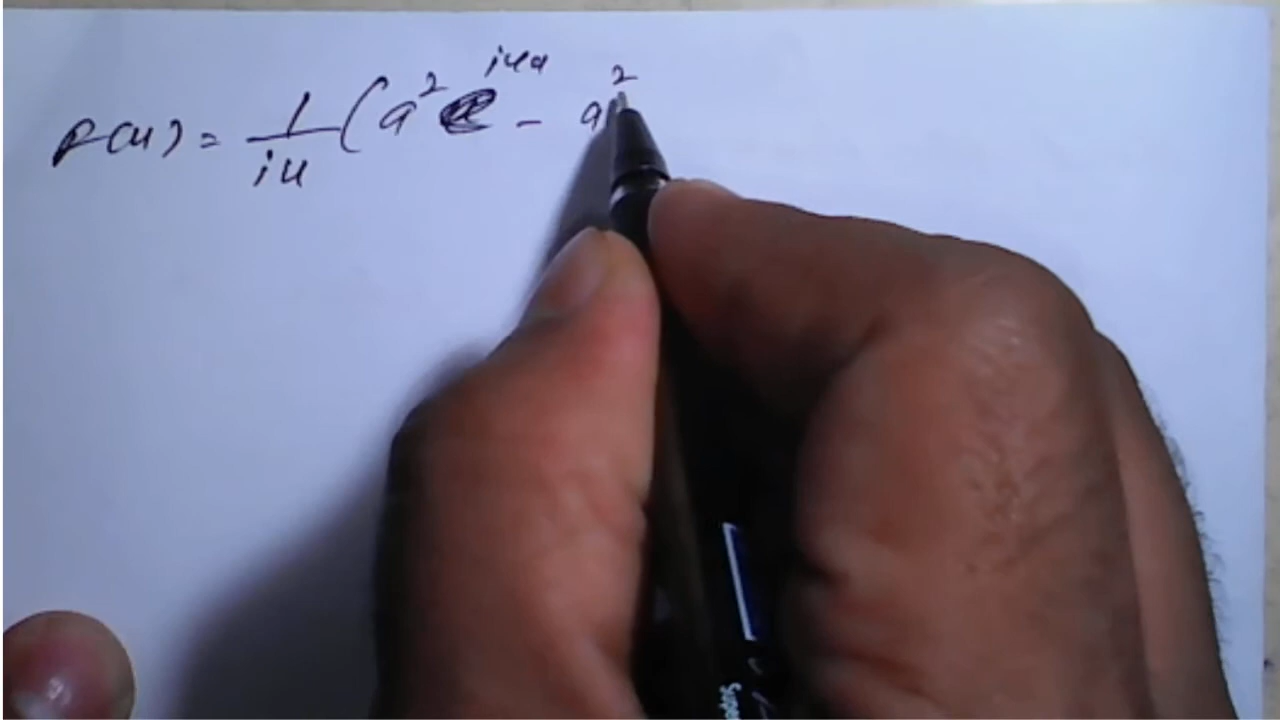 F(u) = 1/iu (a² e^iua - a²